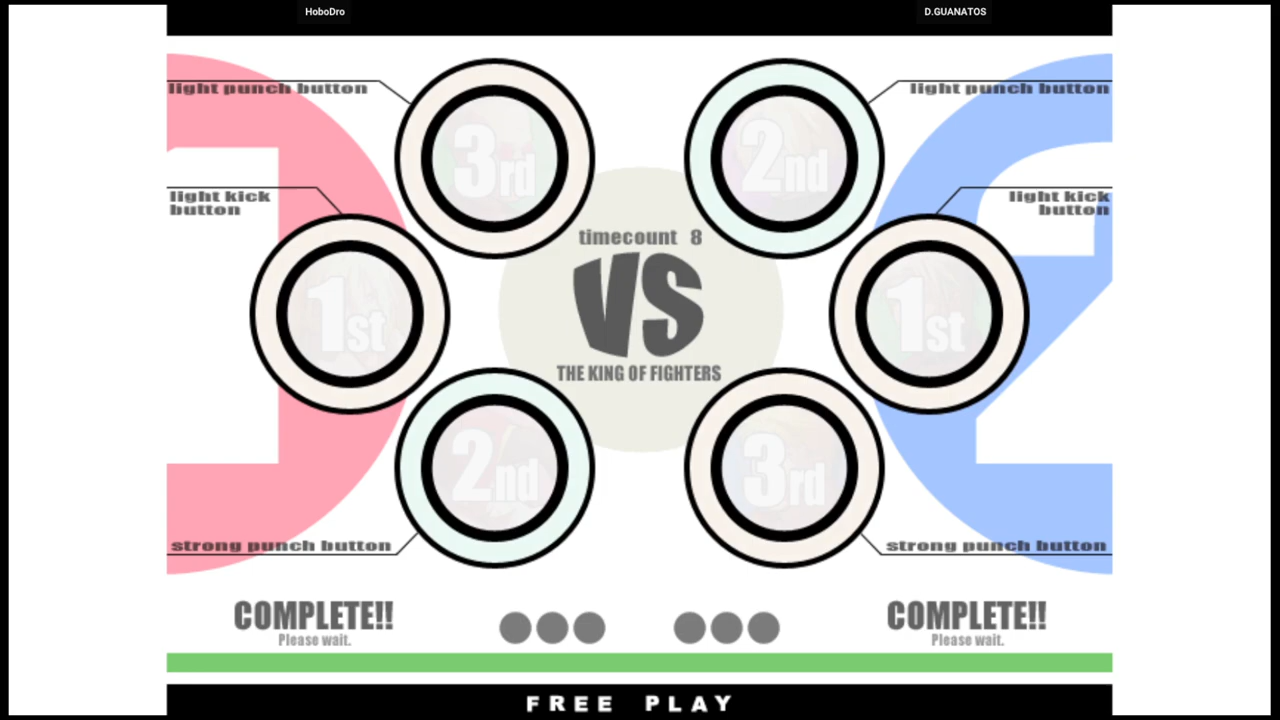 HoboDro
D.GUANATOS
light punch button
light punch button
3rd
2nd
light kick
button
light kick
button
timecount 8
VS
THE KING OF FIGHTERS
1st
1st
2nd
3rd
strong punch button
strong punch button
COMPLETE!!
Please wait.
COMPLETE!!
Please wait.
FREE PLAY